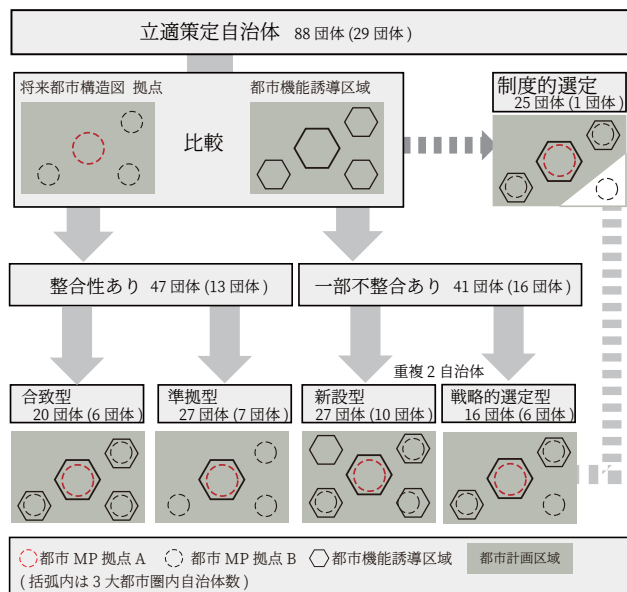 立適策定自治体 88 団体 (29 団体 )
将来都市構造図 拠点
都市機能誘導区域
比較
制度的選定
25 団体 (1 団体 )
整合性あり 47 団体 (13 団体 )
一部不整合あり 41 団体 (16 団体 )
重複 2 自治体
合致型
20 団体 (6 団体 )
準拠型
27 団体 (7 団体 )
新設型
27 団体 (10 団体 )
戦略的選定型
16 団体 (6 団体 )
都市 MP 拠点 A 都市 MP 拠点 B 都市機能誘導区域 都市計画区域
( 括弧内は 3 大都市圏内自治体数 )